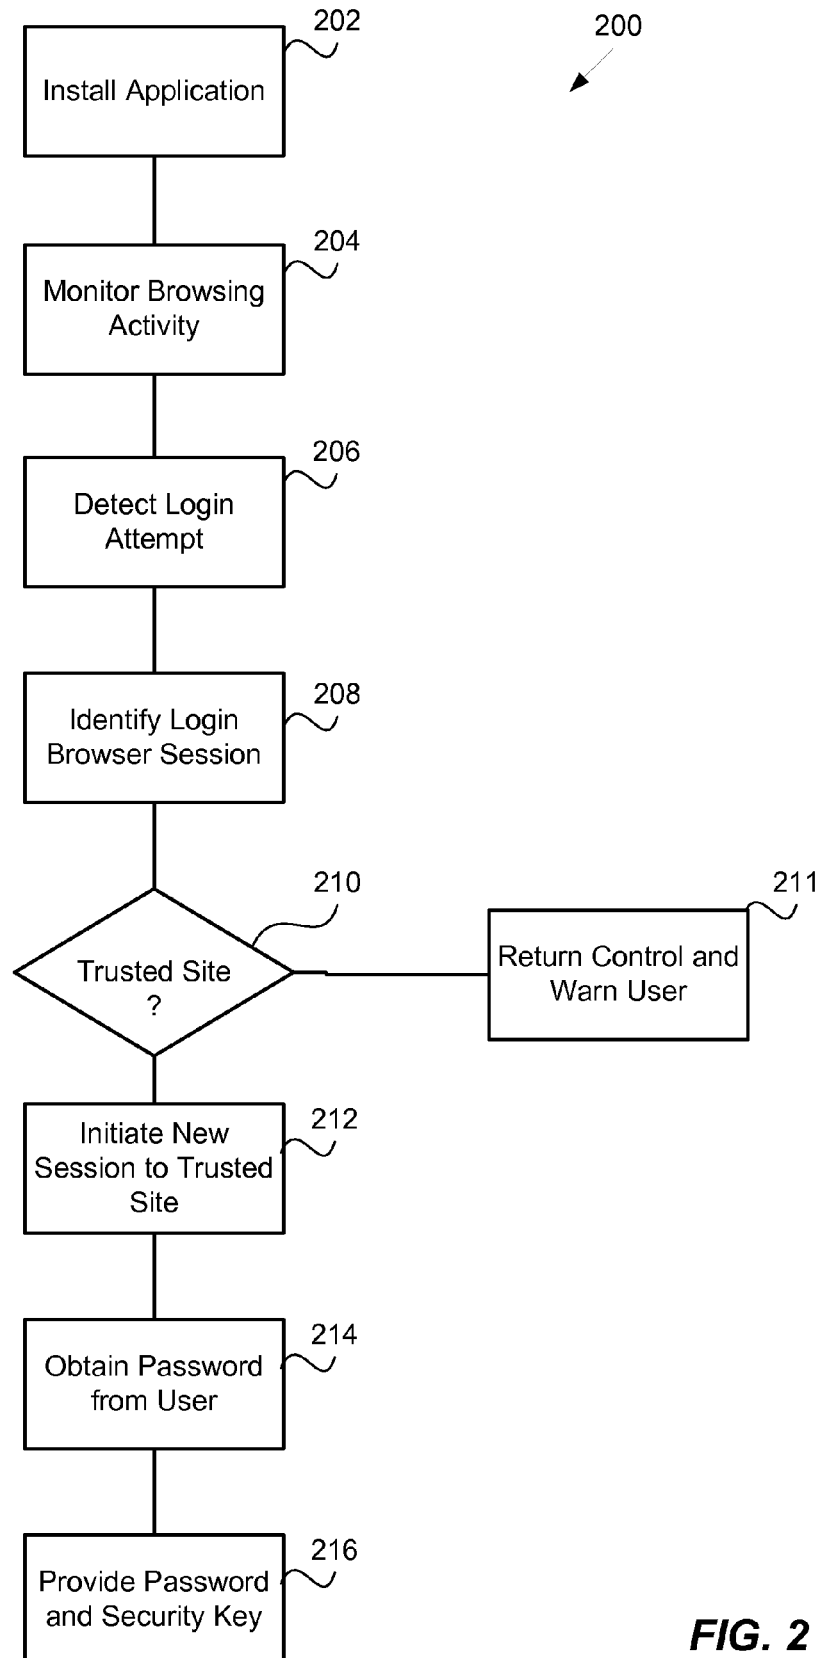 200
202
Install Application
204
Monitor Browsing
Activity
206
Detect Login
Attempt
208
Identify Login
Browser Session
210
Trusted Site
?
211
Return Control and
Warn User
212
Initiate New
Session to Trusted
Site
214
Obtain Password
from User
216
Provide Password
and Security Key
FIG. 2